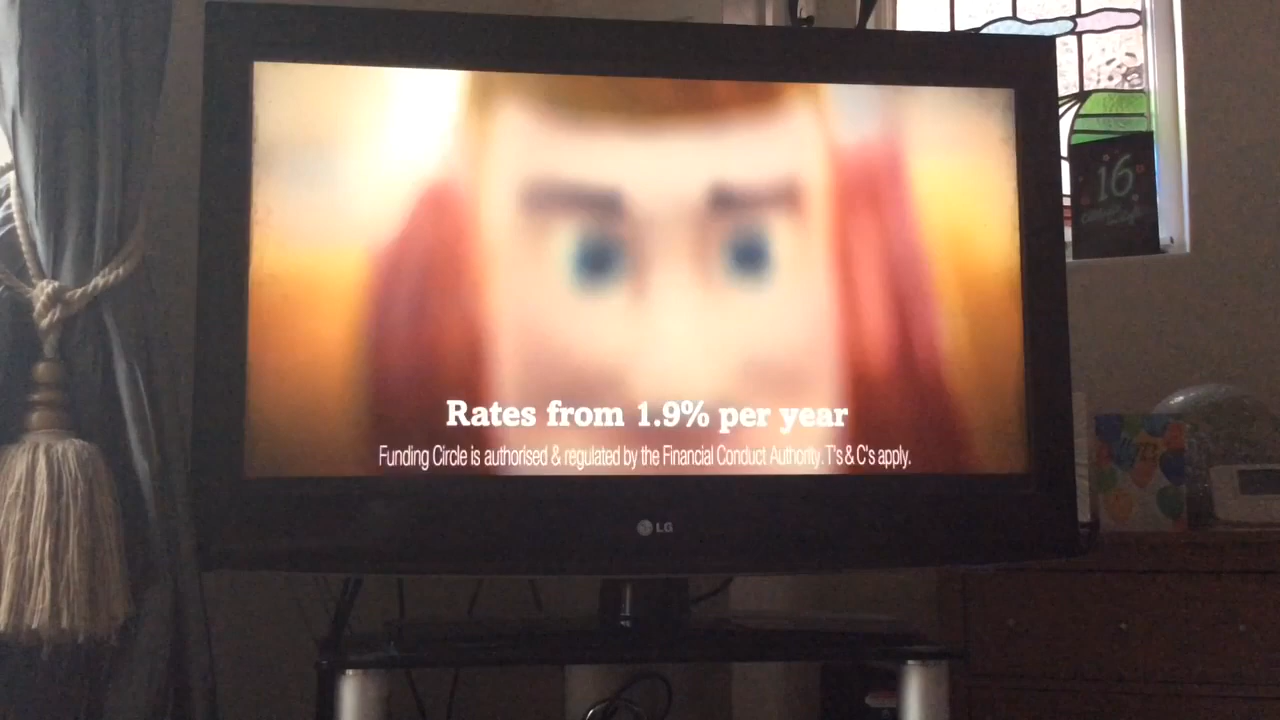 16
Rates from 1.9% per year
Funding Circle is authorised & regulated by the Financial Conduct Authority. T's & C's apply.
LG